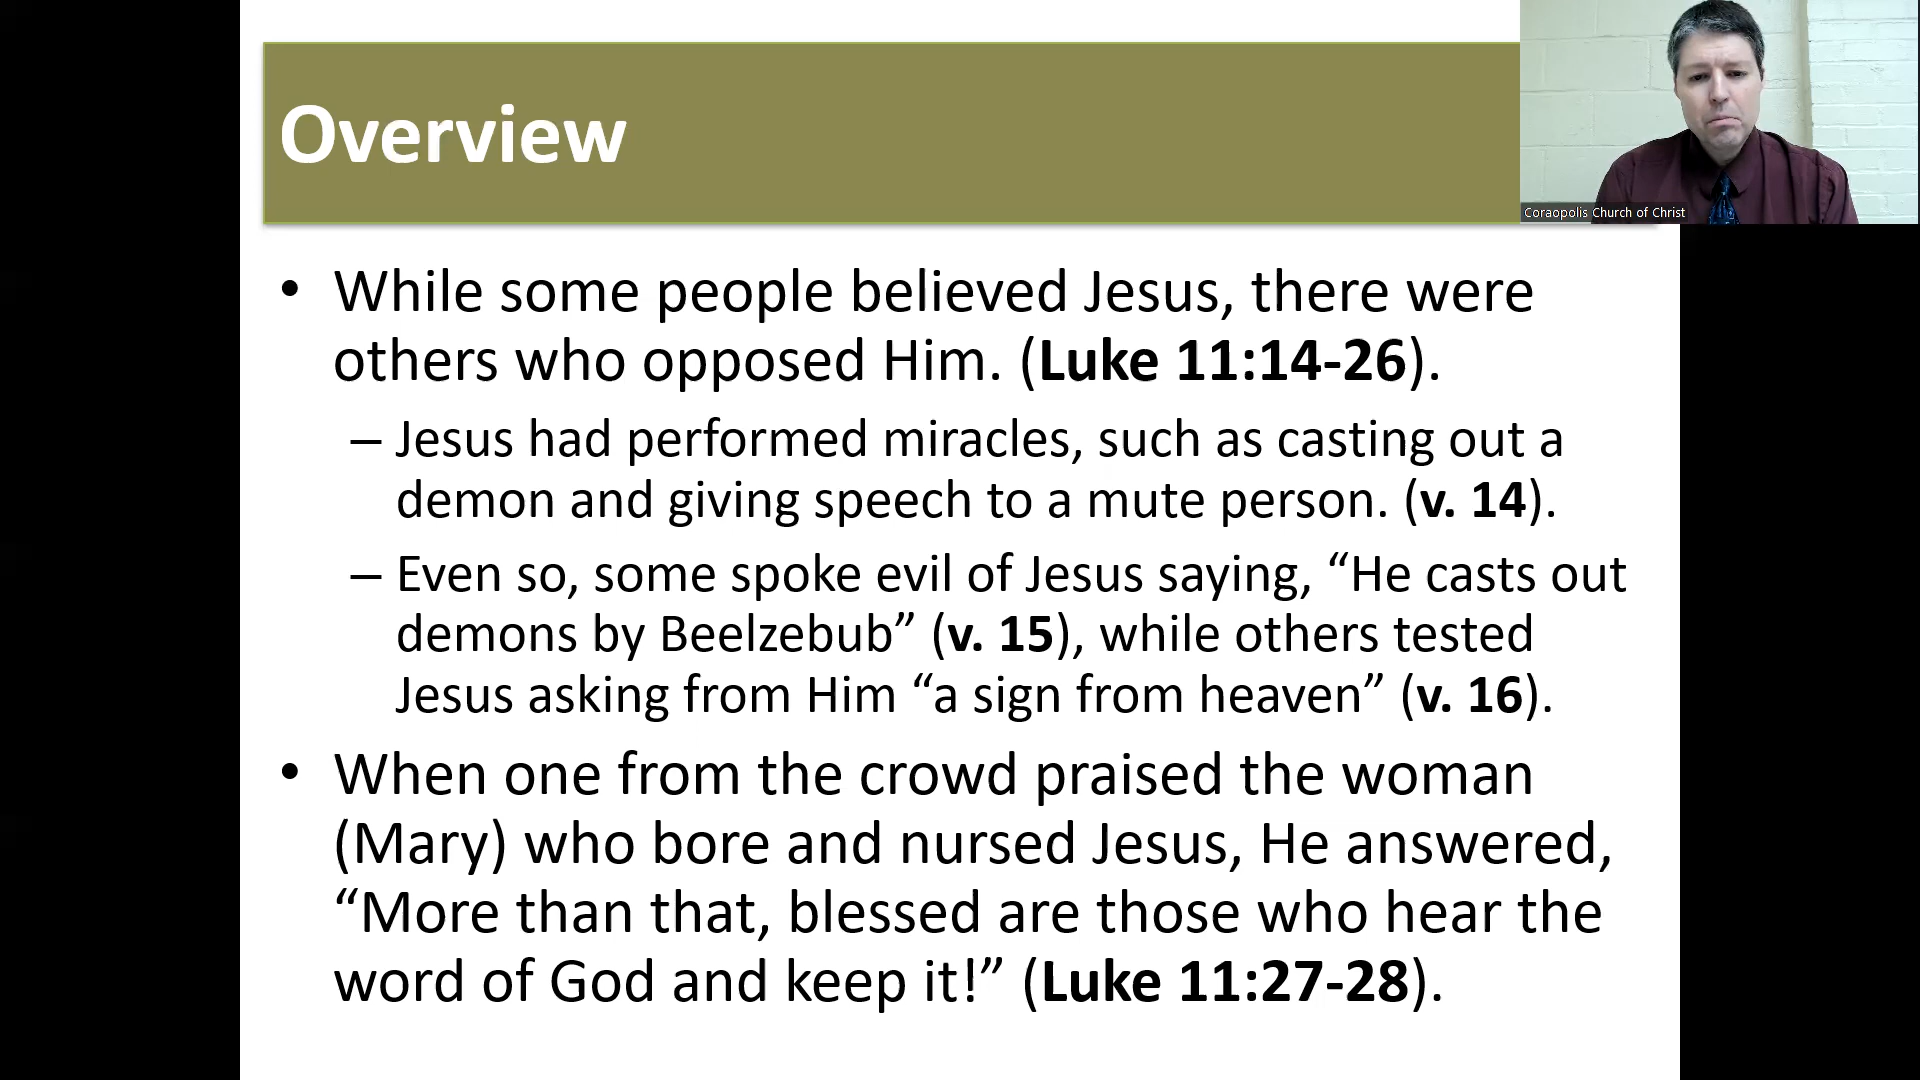 Overview
Coraopolis Church of Christ
• While some people believed Jesus, there were
others who opposed Him. (Luke 11:14-26).
– Jesus had performed miracles, such as casting out a
demon and giving speech to a mute person. (v. 14).
– Even so, some spoke evil of Jesus saying, “He casts out
demons by Beelzebub” (v. 15), while others tested
Jesus asking from Him “a sign from heaven” (v. 16).
• When one from the crowd praised the woman
(Mary) who bore and nursed Jesus, He answered,
“More than that, blessed are those who hear the
word of God and keep it!” (Luke 11:27-28).